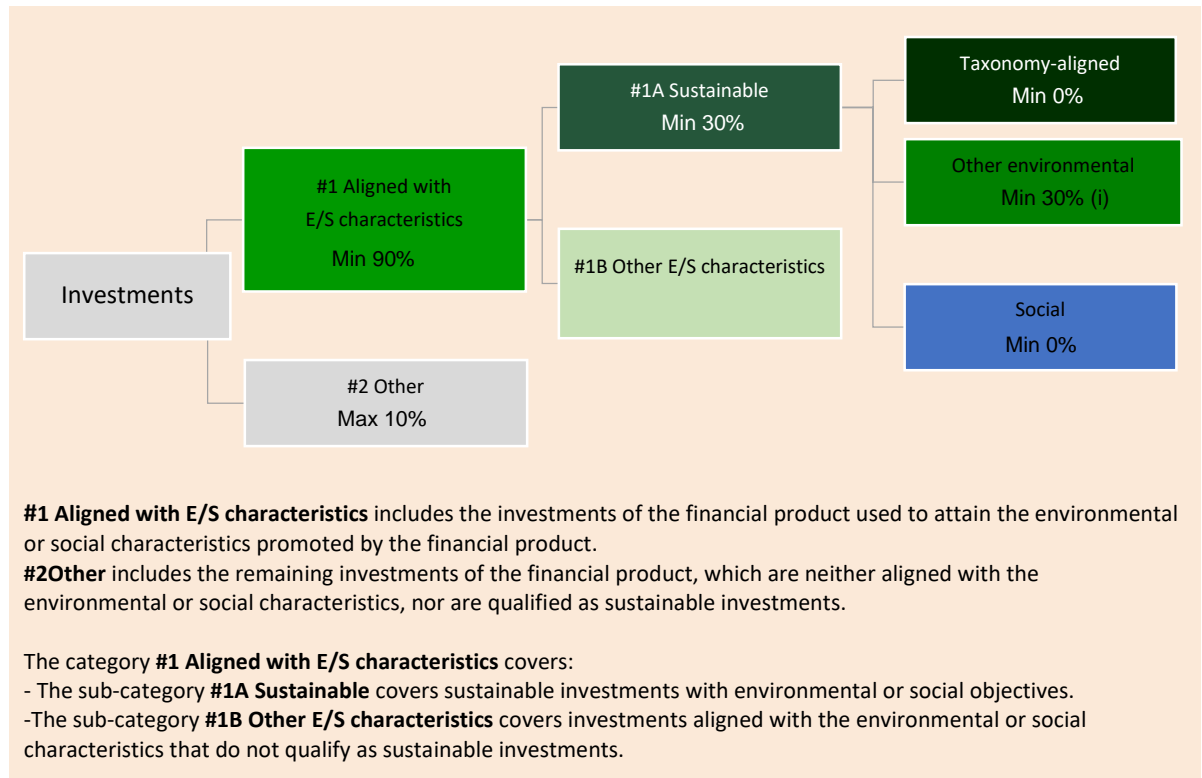 Investments
#1 Aligned with
E/S characteristics
Min 90%
#2 Other
Max 10%
#1A Sustainable
Min 30%
#1B Other E/S characteristics
Taxonomy-aligned
Min 0%
Other environmental
Min 30% (i)
Social
Min 0%
#1 Aligned with E/S characteristics includes the investments of the financial product used to attain the environmental
or social characteristics promoted by the financial product.
#2Other includes the remaining investments of the financial product, which are neither aligned with the
environmental or social characteristics, nor are qualified as sustainable investments.
The category #1 Aligned with E/S characteristics covers:
- The sub-category #1A Sustainable covers sustainable investments with environmental or social objectives.
-The sub-category #1B Other E/S characteristics covers investments aligned with the environmental or social
characteristics that do not qualify as sustainable investments.